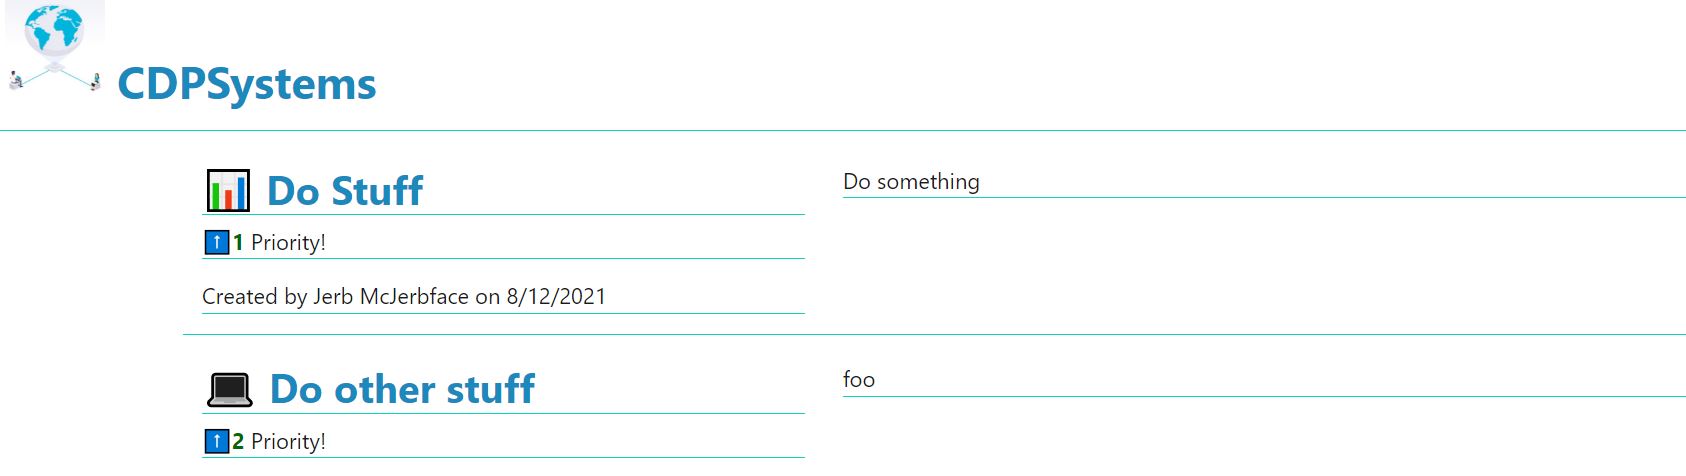 CDPSystems
📊 Do Stuff
⬆1 Priority!
Created by Jerb McJerbface on 8/12/2021
Do something
💻 Do other stuff
⬆2 Priority!
foo